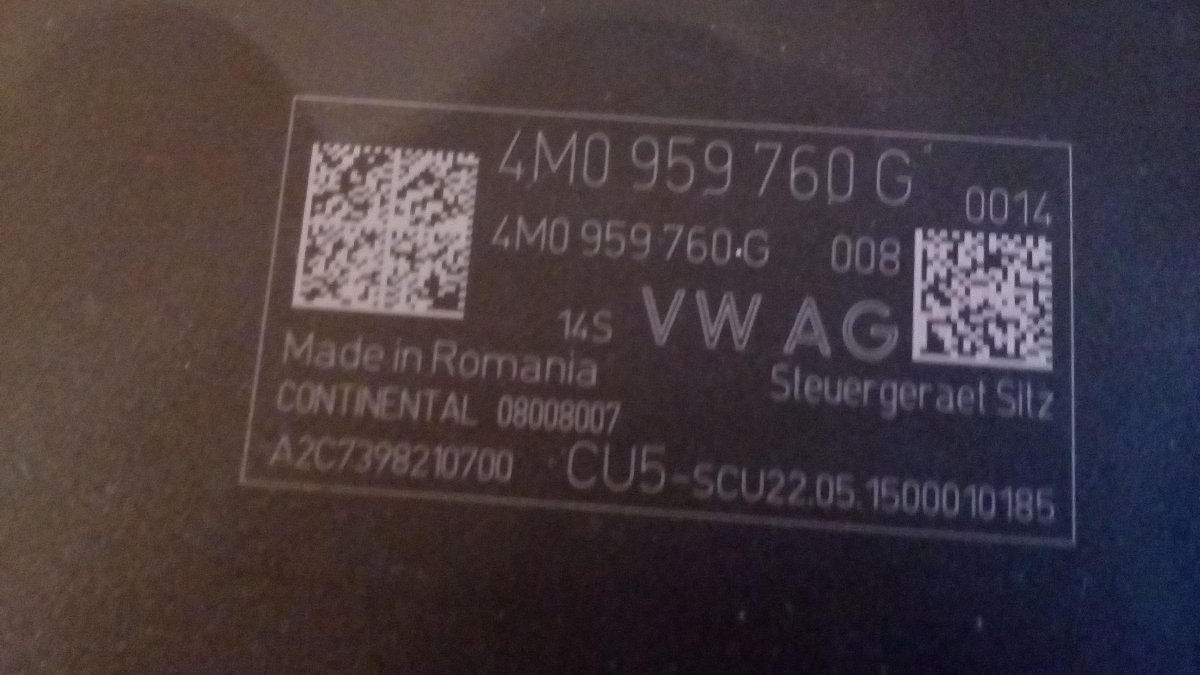 4M0 959 760 G 0014
4M0 959 760 G 008
14S VW AG
Made in Romania Steuergeraet Sitz
CONTINENTAL 08008007
A2C7398210700 CU5-SCU22.05.1500010185